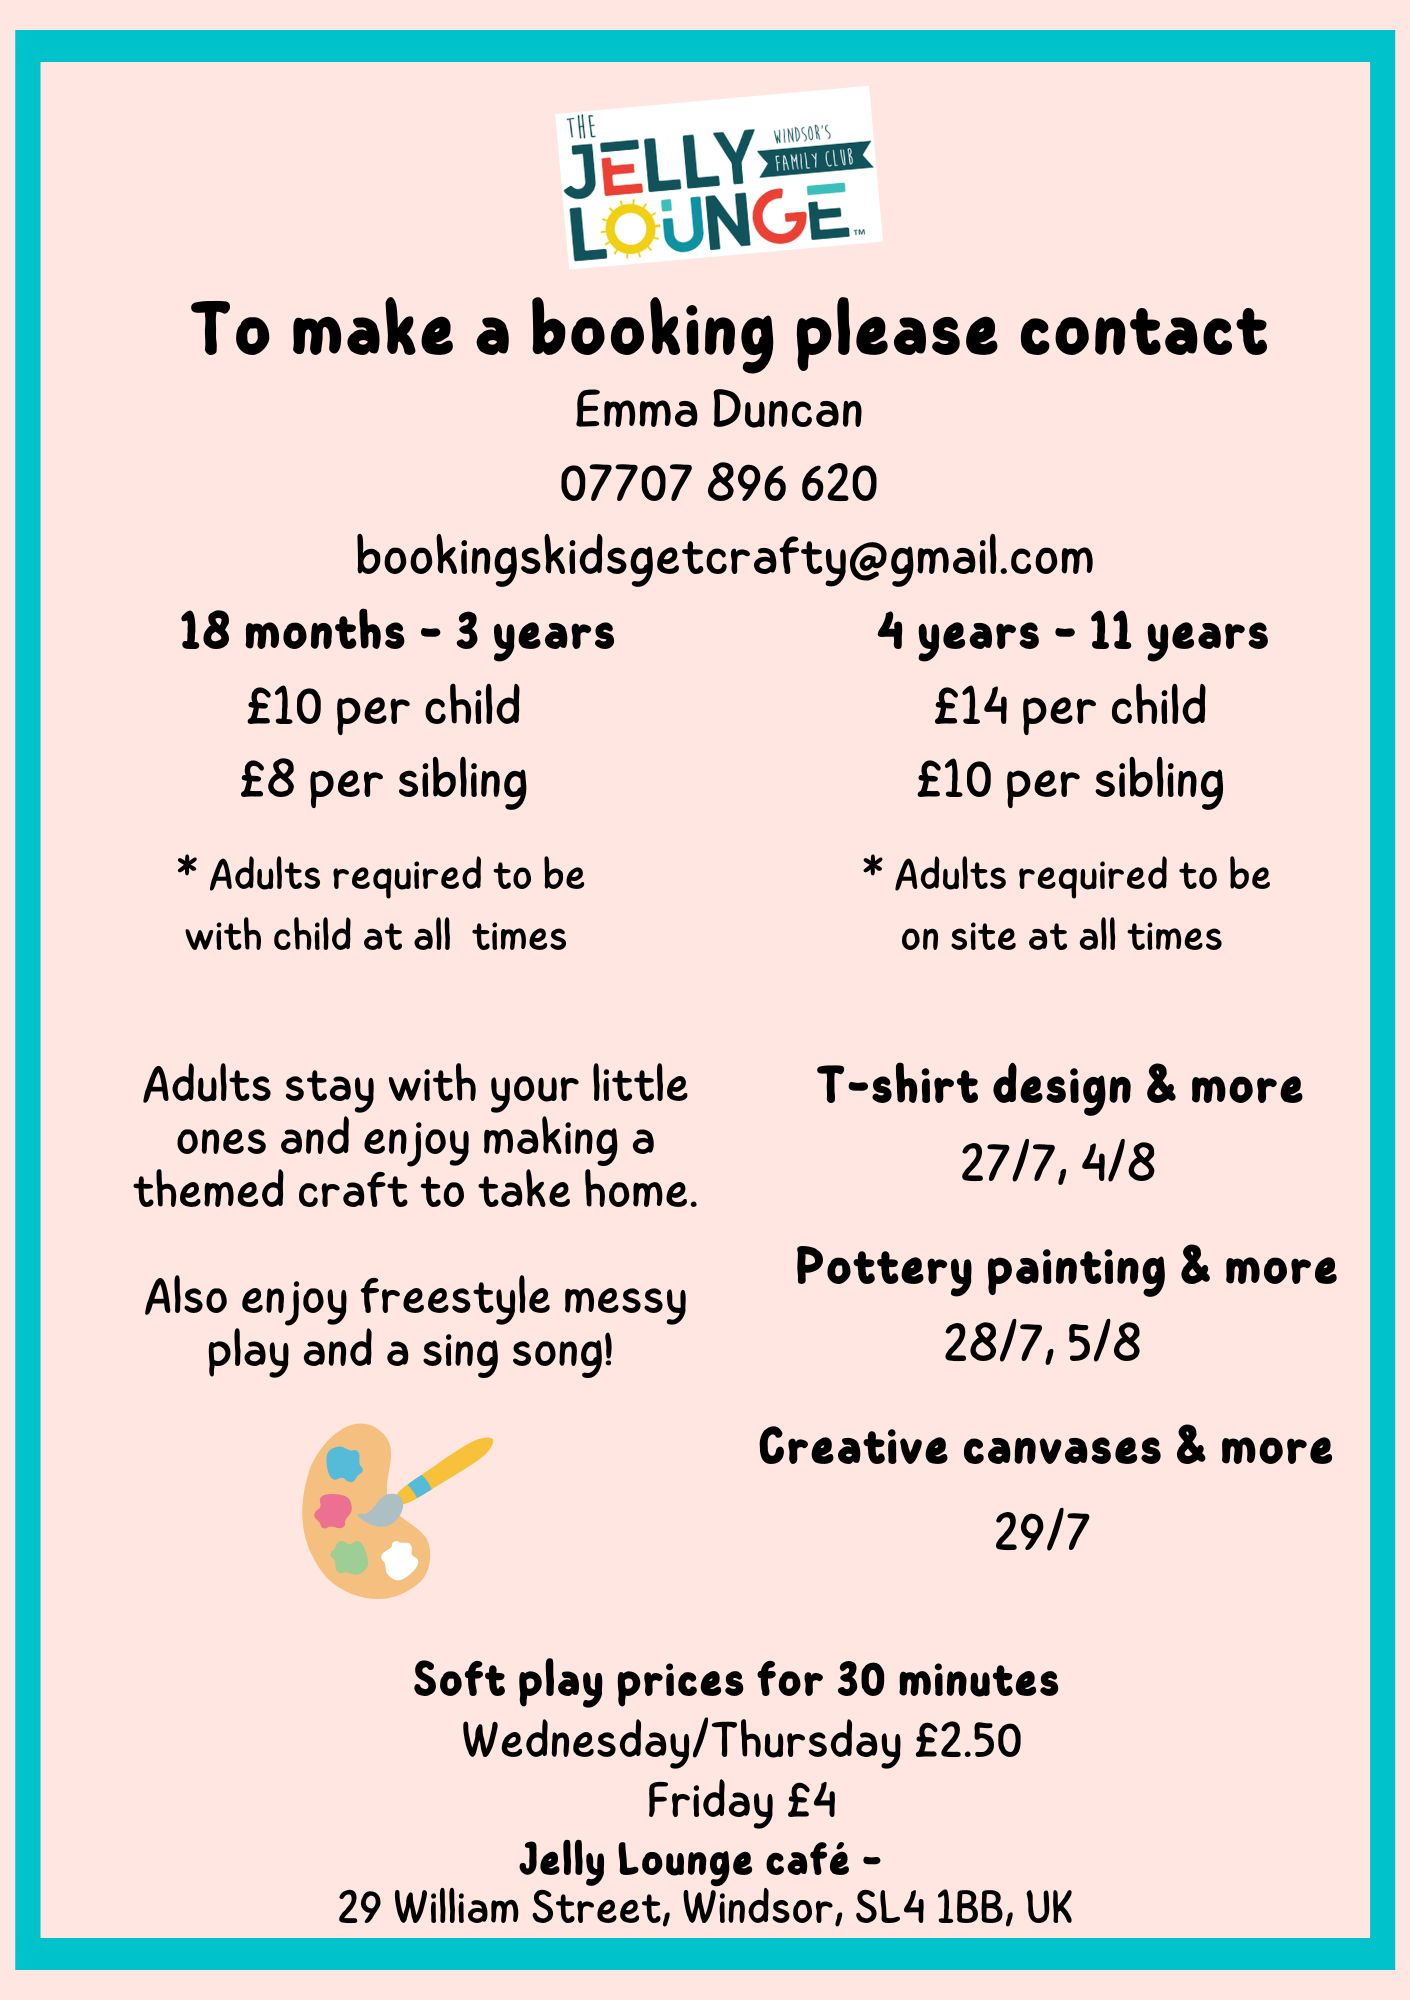 THE
JELLY
WINDSOR'S
FAMILY CLUB
LOUNGE™
To make a booking please contact
Emma Duncan
07707 896 620
bookingskidsgetcrafty@gmail.com
18 months - 3 years
£10 per child
£8 per sibling
* Adults required to be
with child at all times
4 years - 11 years
£14 per child
£10 per sibling
* Adults required to be
on site at all times
Adults stay with your little
ones and enjoy making a
themed craft to take home.
Also enjoy freestyle messy
play and a sing song!
T-shirt design & more
27/7, 4/8
Pottery painting & more
28/7, 5/8
Creative canvases & more
29/7
Soft play prices for 30 minutes
Wednesday/Thursday £2.50
Friday £4
Jelly Lounge café -
29 William Street, Windsor, SL4 1BB, UK